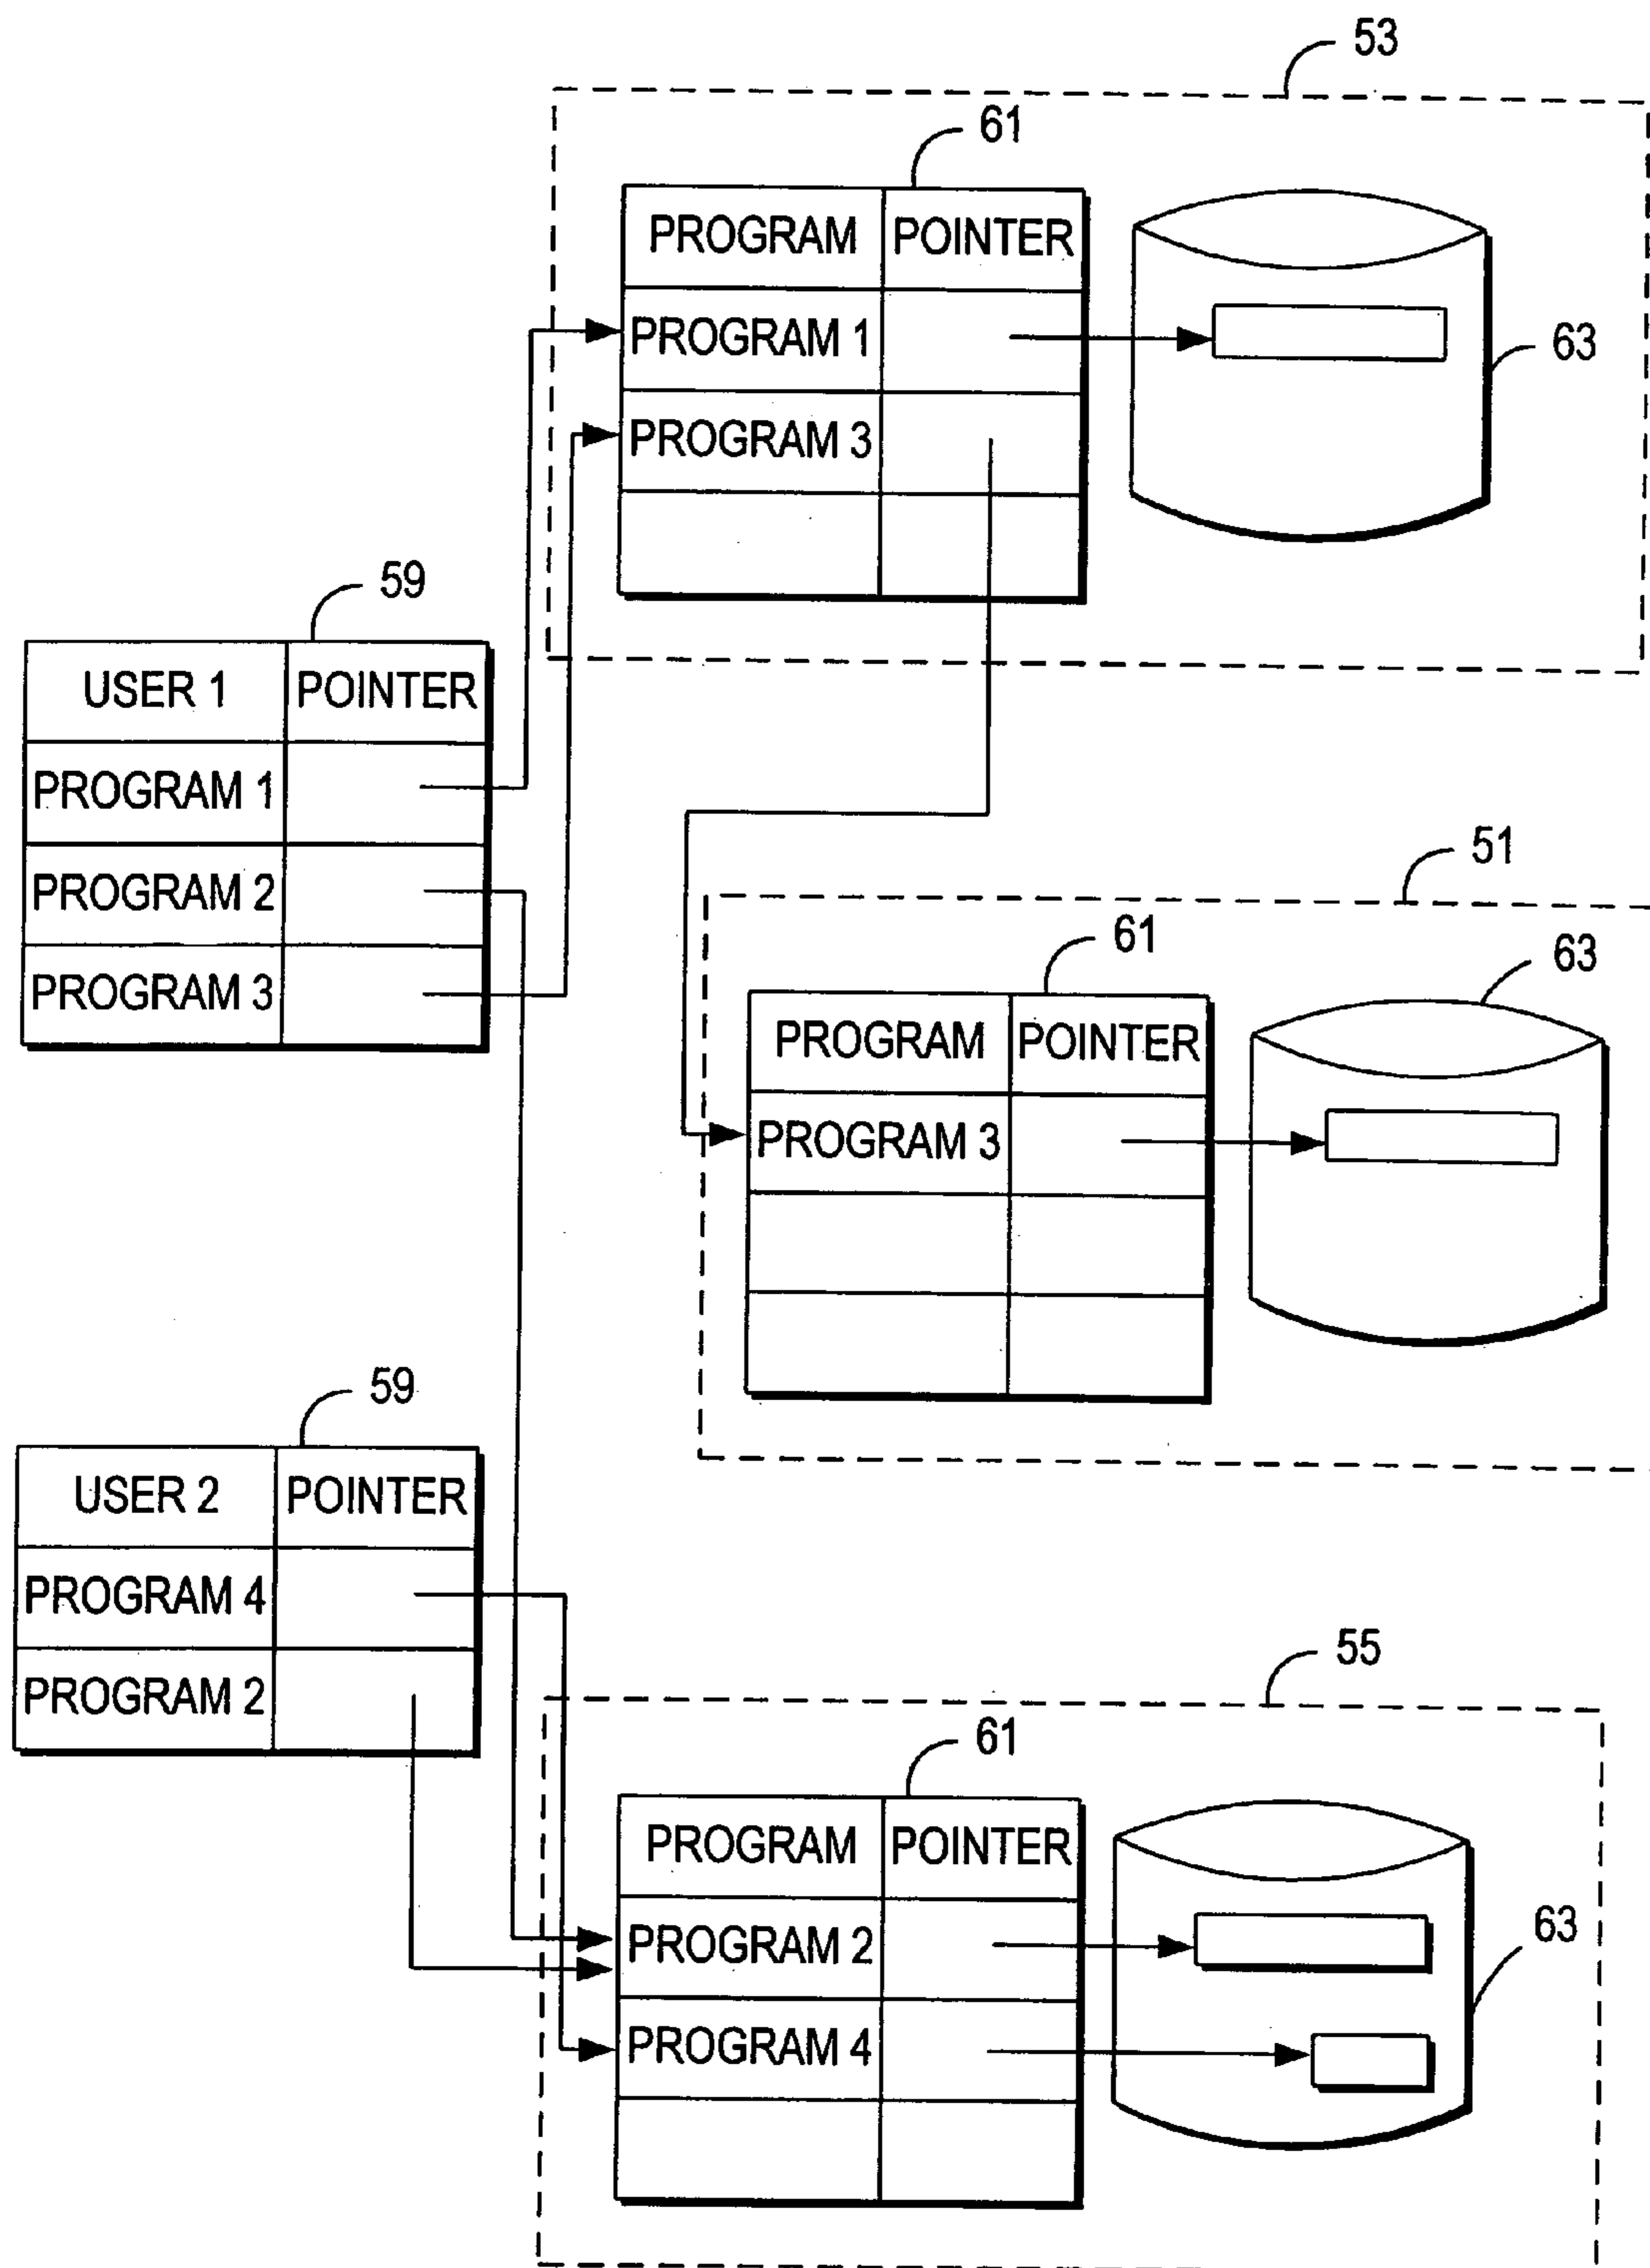 53
61
PROGRAM POINTER
PROGRAM 1
63
PROGRAM 3
59
USER 1 POINTER
PROGRAM 1
PROGRAM 2
PROGRAM 3
51
61
63
PROGRAM POINTER
PROGRAM 3
59
USER 2 POINTER
PROGRAM 4
PROGRAM 2
55
61
PROGRAM POINTER
PROGRAM 2
63
PROGRAM 4